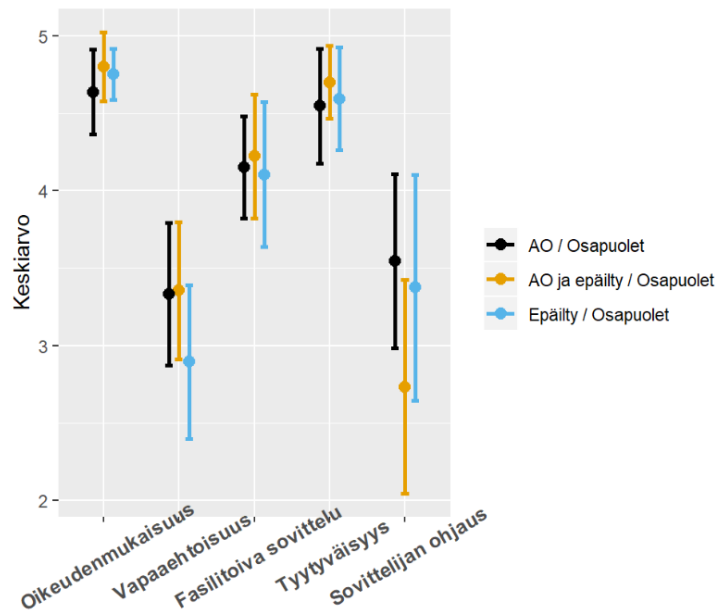 5
4
3
2
Keskiarvo
Oikeudenmukaisuus
Vapaaehtoisuus
Fasilitoiva sovittelu
Tyytyväisyys
Sovittelijan ohjaus
AO / Osapuolet
AO ja epäilty / Osapuolet
Epäilty / Osapuolet